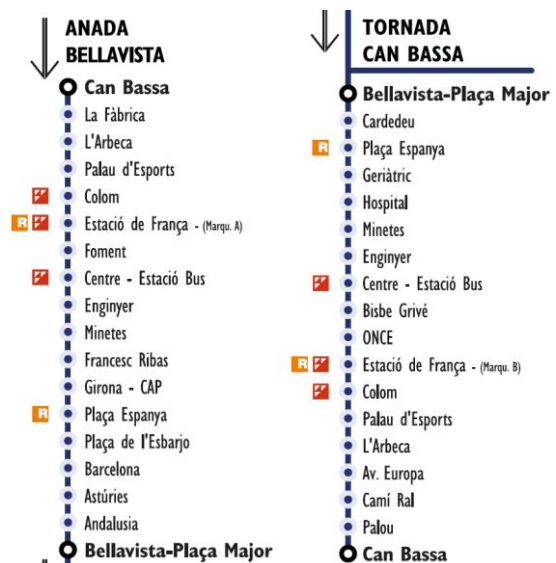 ANADA
BELLAVISTA
Can Bassa
La Fàbrica
L'Arbeca
Palau d'Esports
Colom
R
Estació de França - (Marqu. A)
Foment
Centre - Estació Bus
Enginyer
Minetes
Francesc Ribas
Girona - CAP
R
Plaça Espanya
Plaça de l'Esbarjo
Barcelona
Astúries
Andalusia
Bellavista-Plaça Major
TORNADA
CAN BASSA
Bellavista-Plaça Major
Cardedeu
R
Plaça Espanya
Geriàtric
Hospital
Minetes
Enginyer
Centre - Estació Bus
Bisbe Grivé
ONCE
R
Estació de França - (Marqu. B)
Colom
Palau d'Esports
L'Arbeca
Av. Europa
Camí Ral
Palou
Can Bassa